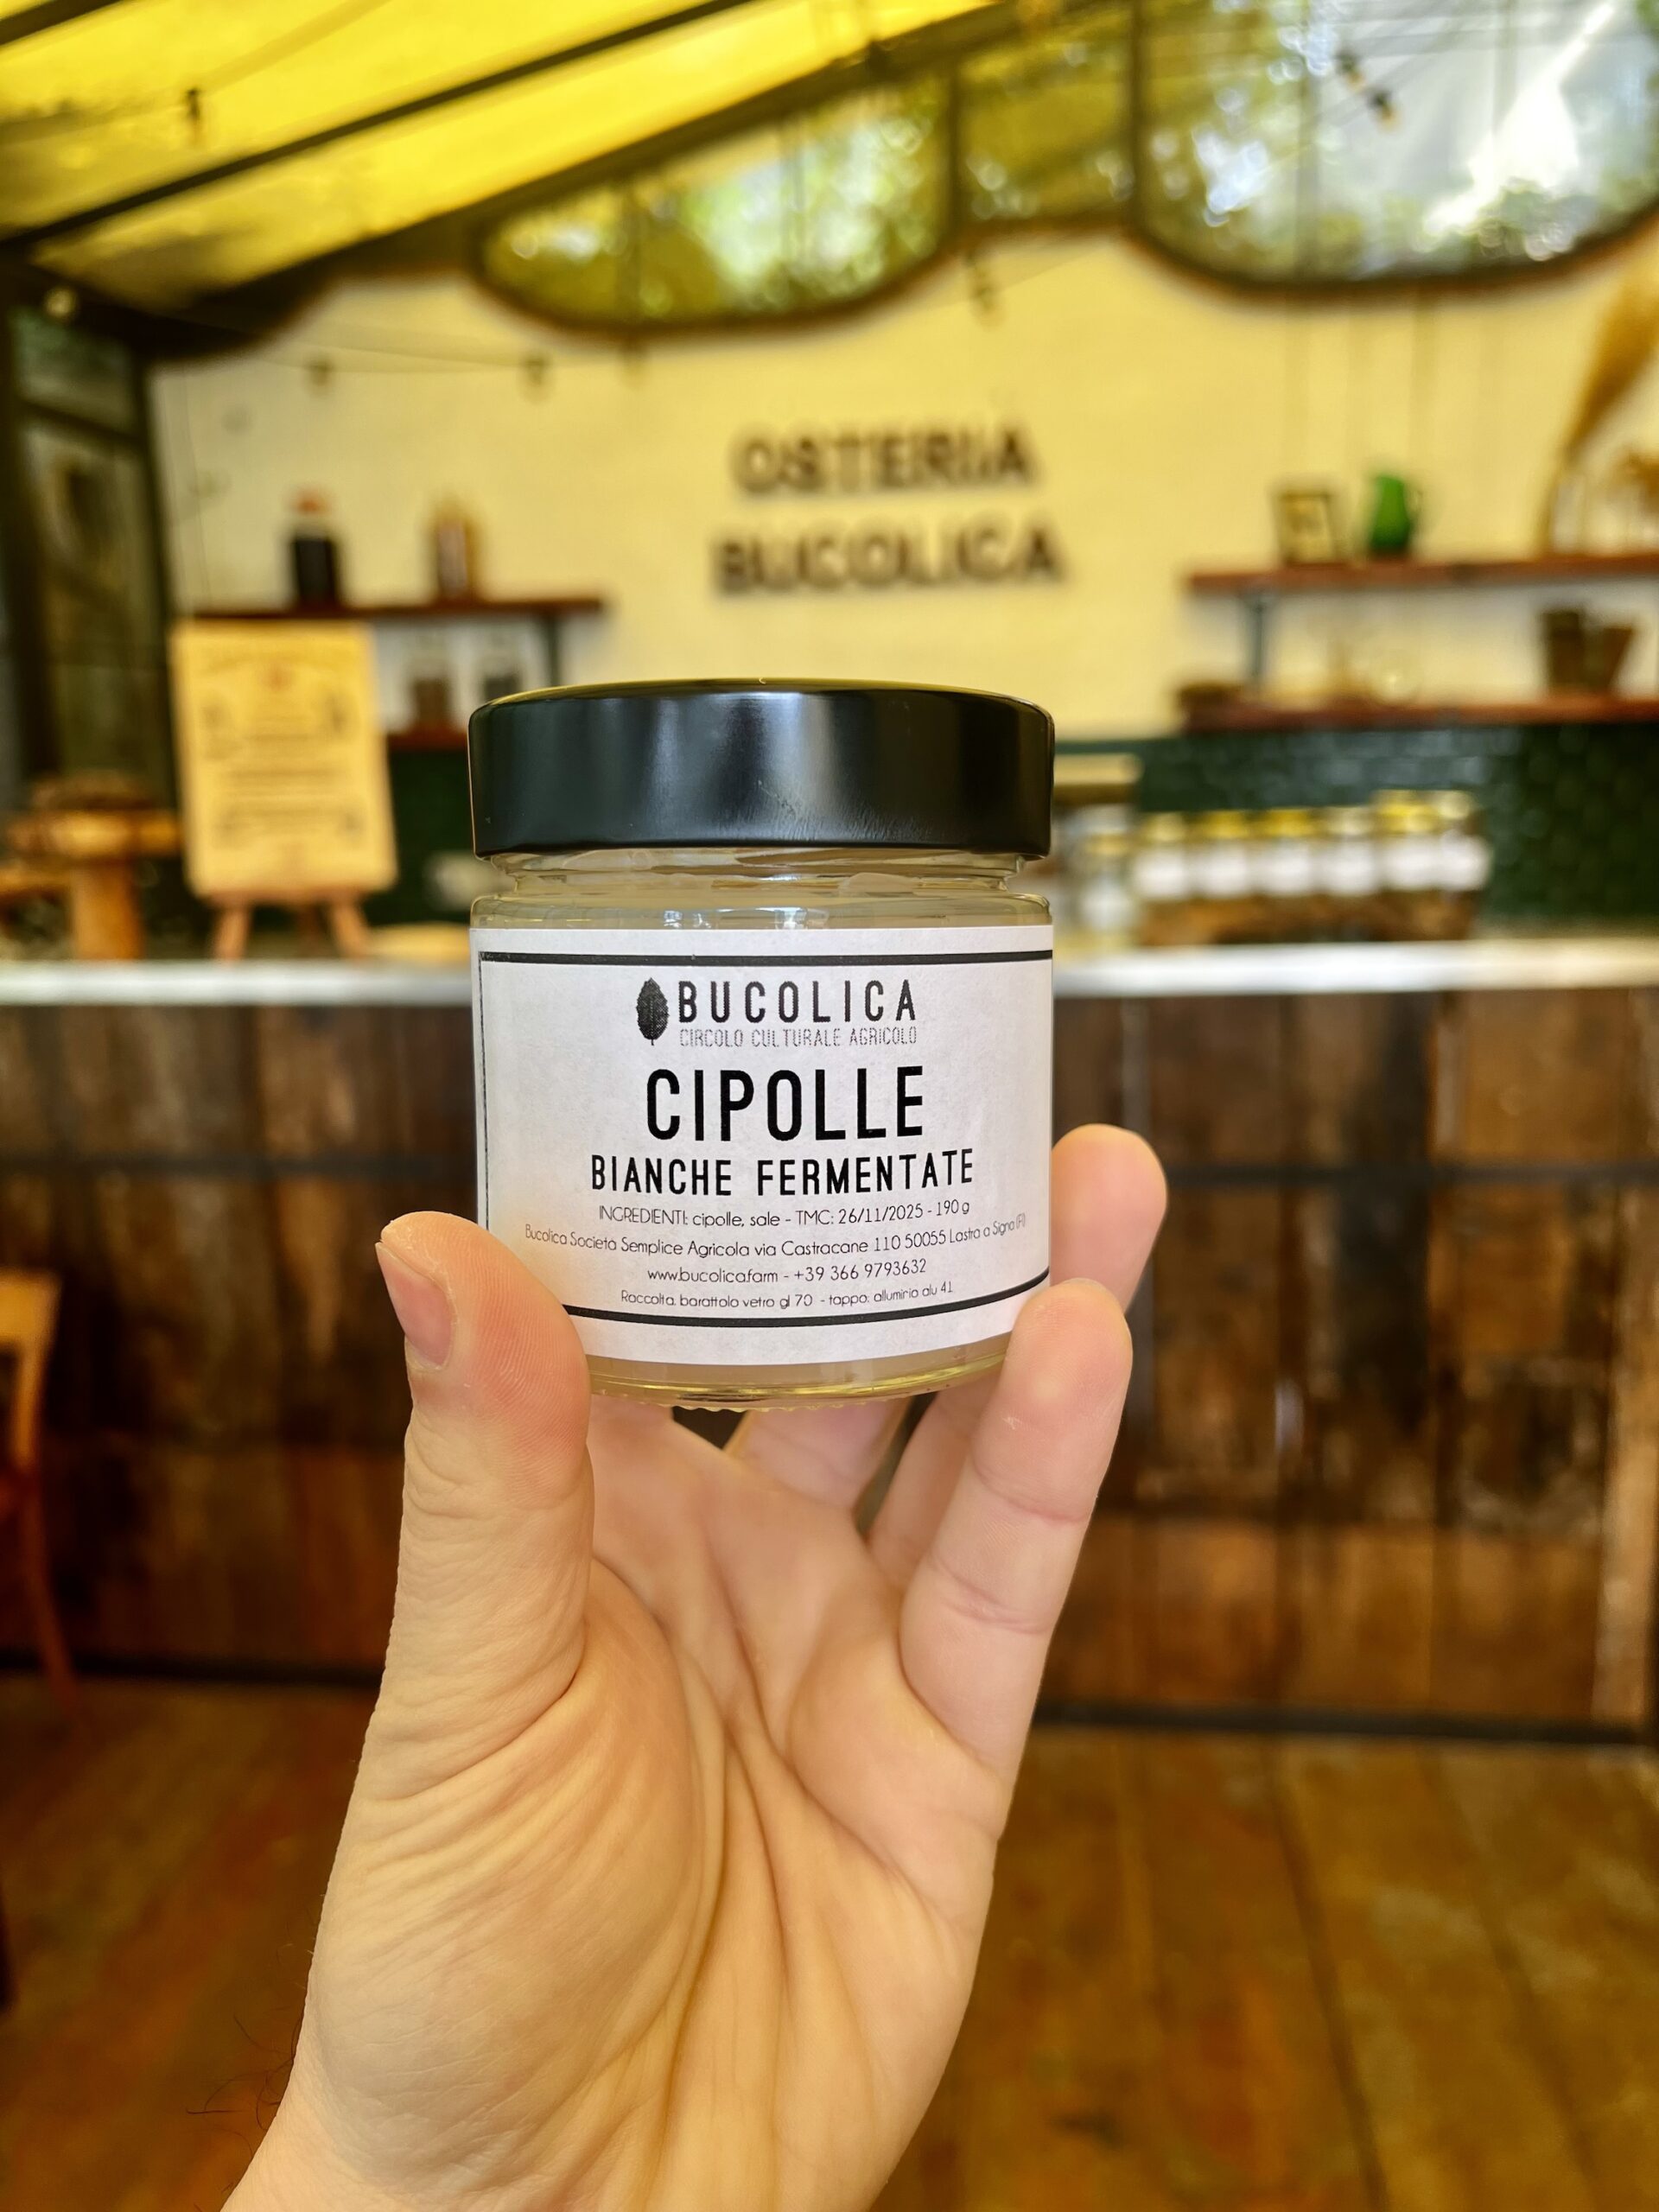 OSTERIA
BUCOLICA
BUCOLICA
CIRCOLO CULTURALE AGRICOLO
CIPOLLE
BIANCHE FERMENTATE
INGREDIENTI: cipolle, sale - TMC: 26/11/2025 - 190 g
Bucolica Società Semplice Agricola via Castracane 110 50055 Lastra a Signa (FI)
www.bucolica.farm - +39 366 9793632
Raccolta: barattolo vetro gl 70 - tappo: alluminio alu 41